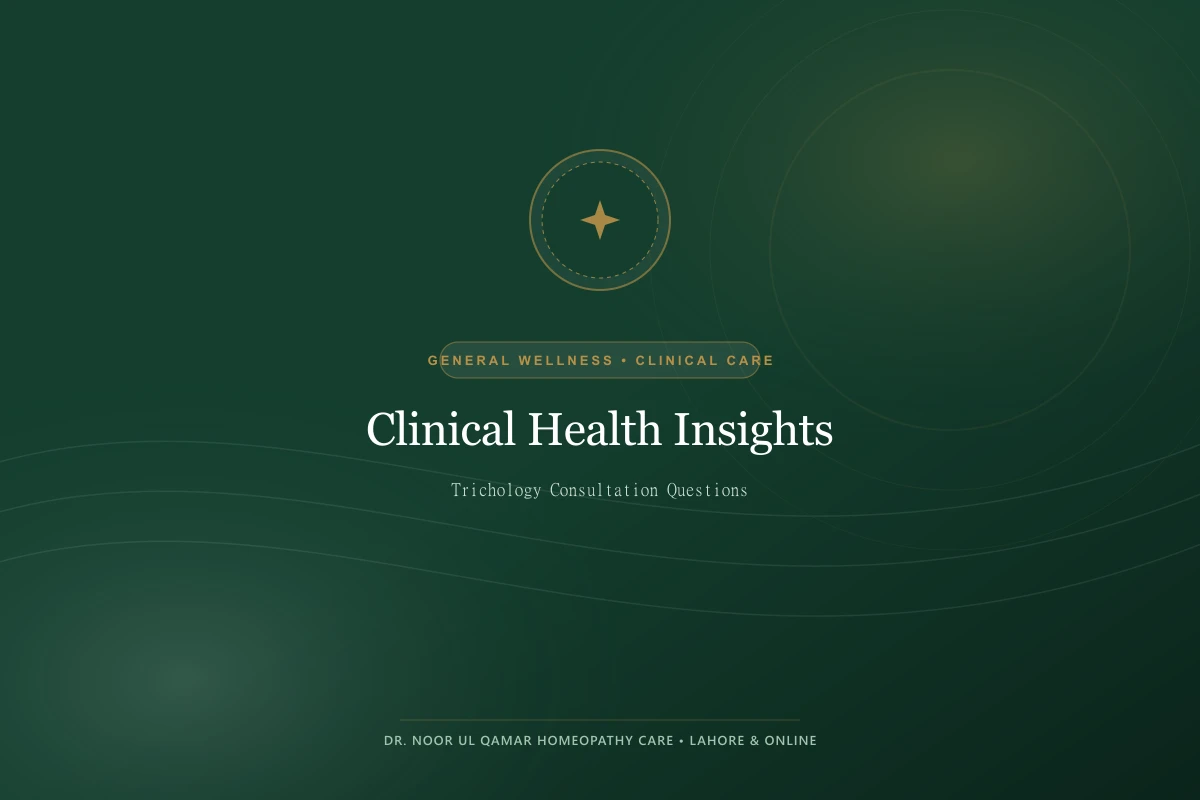 GENERAL WELLNESS • CLINICAL CARE
Clinical Health Insights
Trichology Consultation Questions
DR. NOOR UL QAMAR HOMEOPATHY CARE • LAHORE & ONLINE